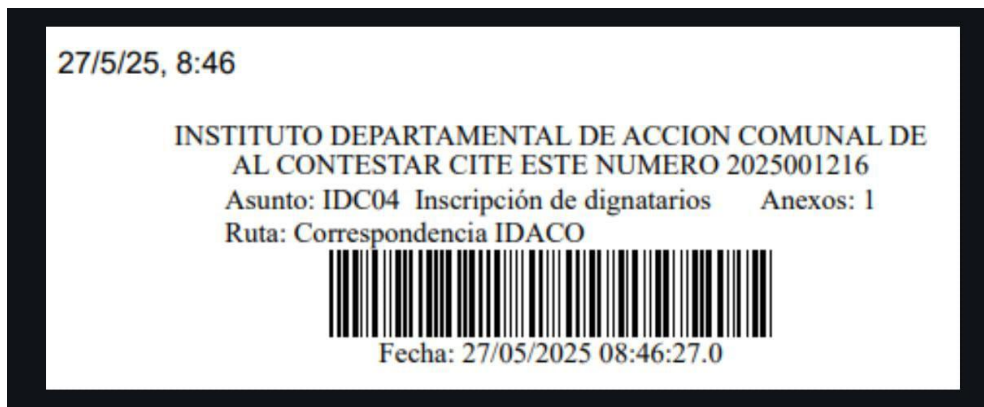 27/5/25, 8:46
INSTITUTO DEPARTAMENTAL DE ACCION COMUNAL DE
AL CONTESTAR CITE ESTE NUMERO 2025001216
Asunto: IDC04 Inscripción de dignatarios Anexos: 1
Ruta: Correspondencia IDACO
Fecha: 27/05/2025 08:46:27.0